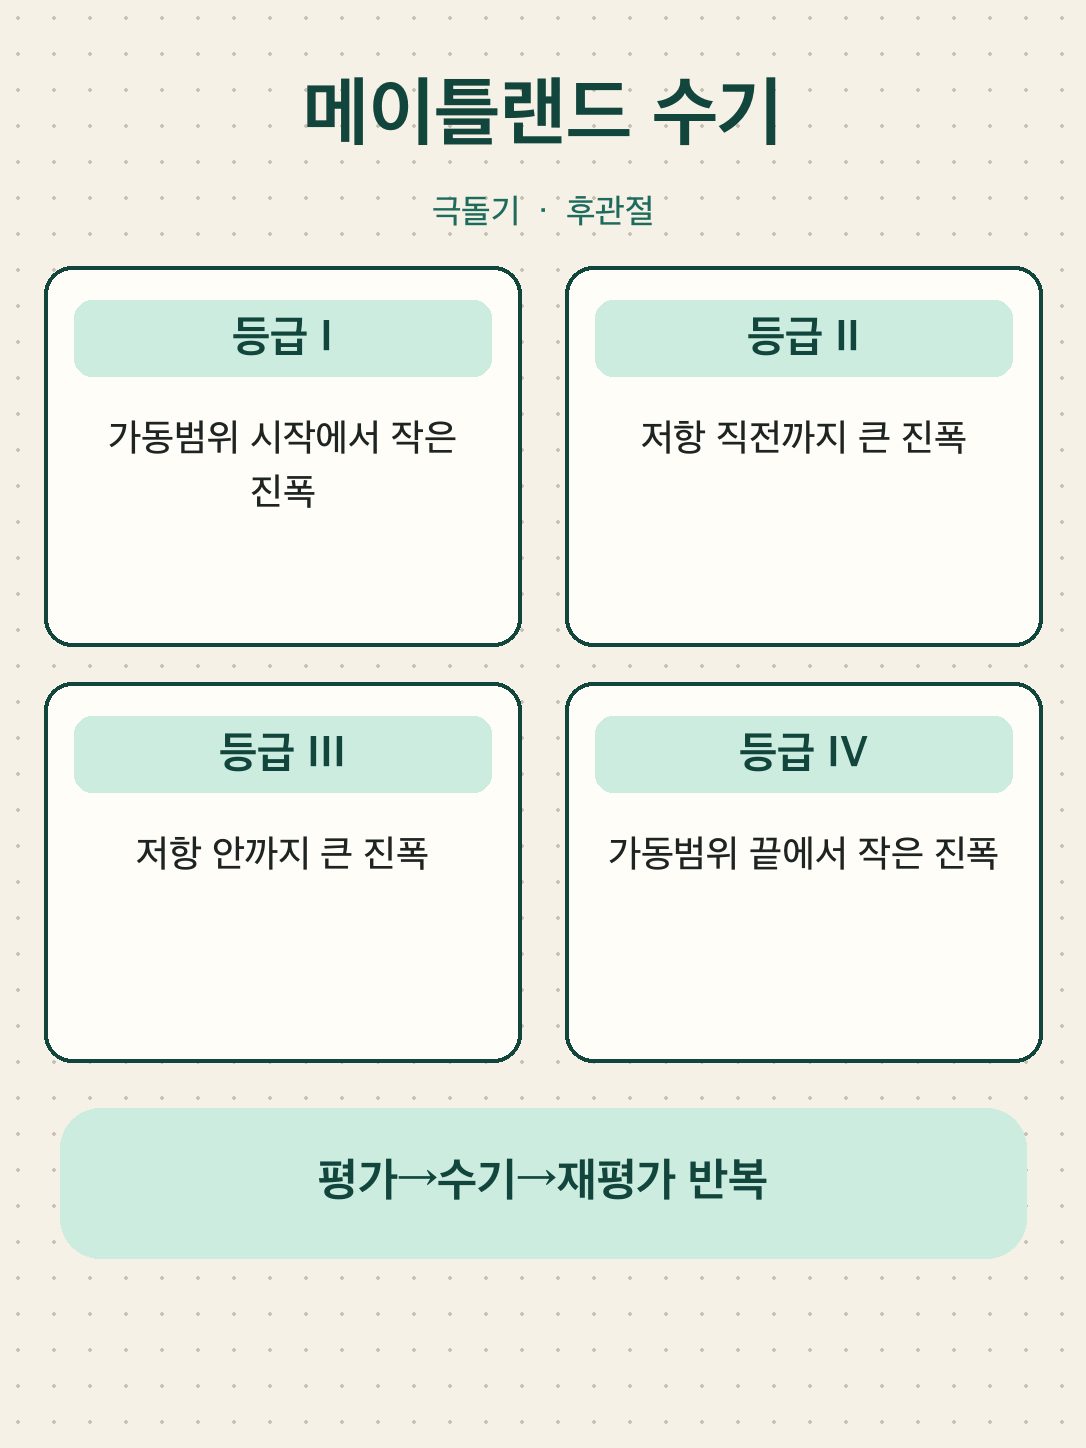 메이틀랜드 수기
극돌기 · 후관절
등급 I
가동범위 시작에서 작은
진폭
등급 II
저항 직전까지 큰 진폭
등급 III
저항 안까지 큰 진폭
등급 IV
가동범위 끝에서 작은 진폭
평가→수기→재평가 반복